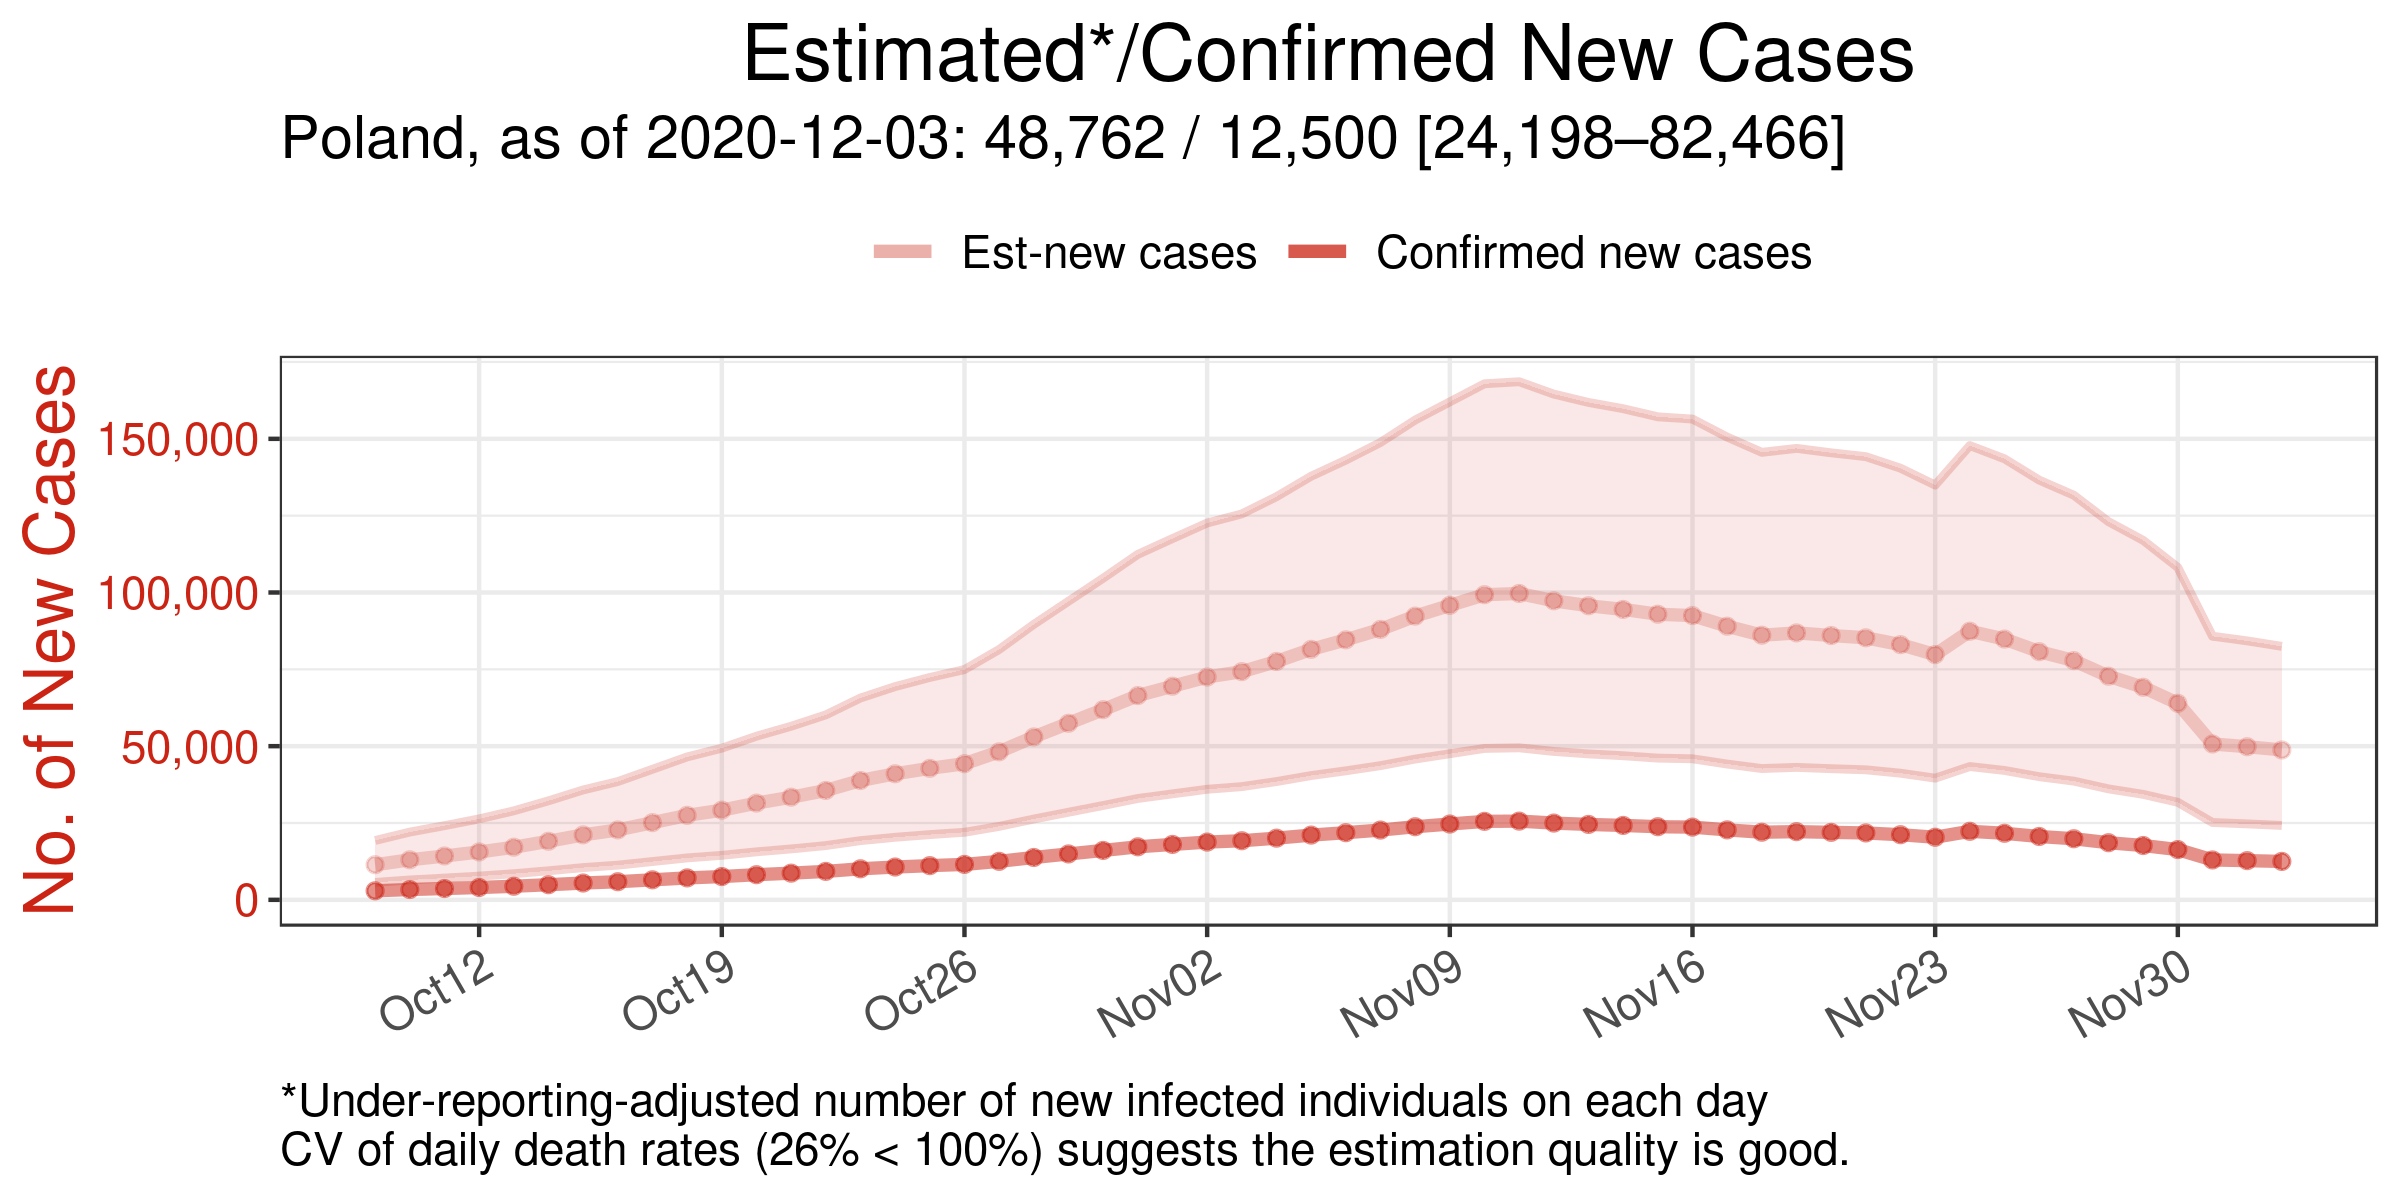 Estimated*/Confirmed New Cases
Poland, as of 2020-12-03: 48,762 / 12,500 [24,198–82,466]
Est-new cases Confirmed new cases
No. of New Cases
150,000
100,000
50,000
0
Oct12 Oct19 Oct26 Nov02 Nov09 Nov16 Nov23 Nov30
*Under-reporting-adjusted number of new infected individuals on each day
CV of daily death rates (26% < 100%) suggests the estimation quality is good.